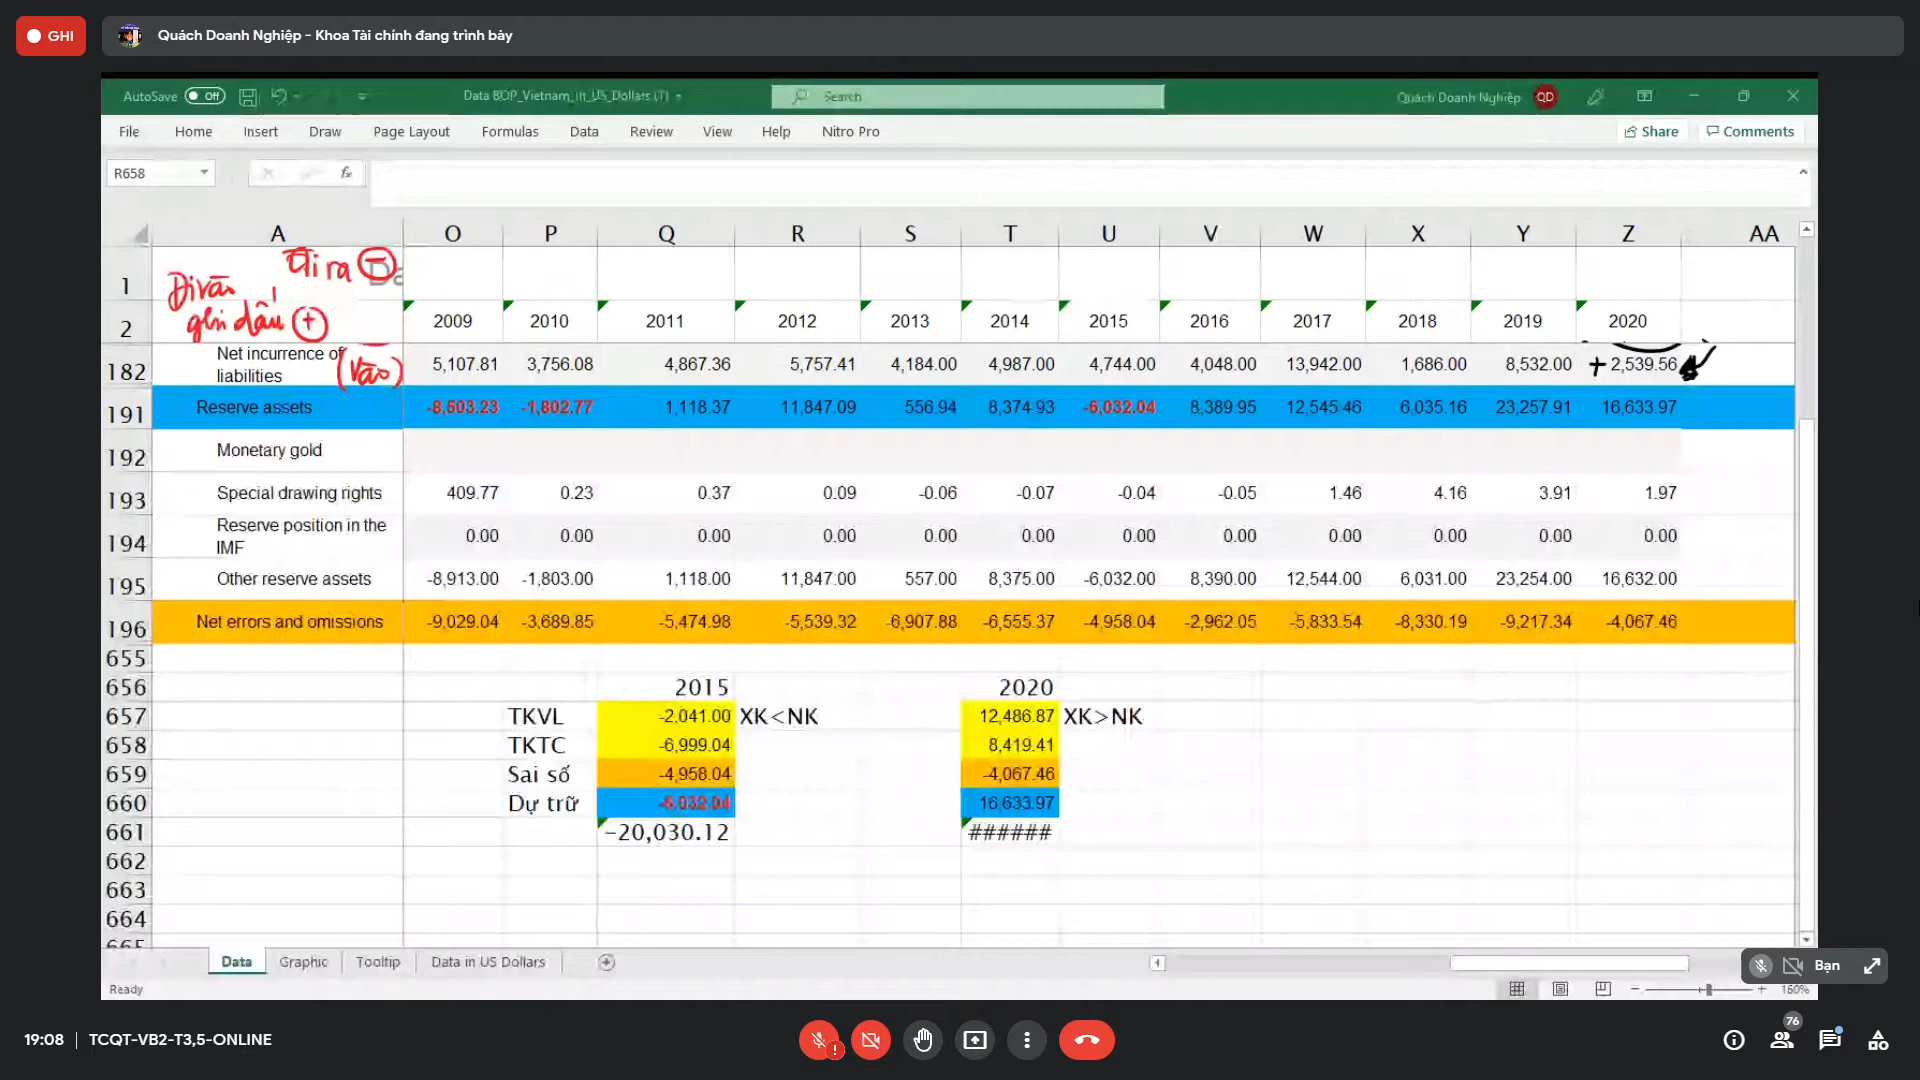 GHI
Quách Doanh Nghiệp - Khoa Tài chính đang trình bày
AutoSave Off Data BOP_Vietnam_in_US_Dollars (T) Search Quách Doanh Nghiệp QD
File Home Insert Draw Page Layout Formulas Data Review View Help Nitro Pro Share Comments
R658 fx
A O P Q R S T U V W X Y Z AA
1 Đi ra (-) Da
Đi vào
ghi dấu (+)
2 2009 2010 2011 2012 2013 2014 2015 2016 2017 2018 2019 2020
182 Net incurrence of liabilities (Vào) 5,107.81 3,756.08 4,867.36 5,757.41 4,184.00 4,987.00 4,744.00 4,048.00 13,942.00 1,686.00 8,532.00 + 2,539.56
191 Reserve assets -8,503.23 -1,802.77 1,118.37 11,847.09 556.94 8,374.93 -6,032.04 8,389.95 12,545.46 6,035.16 23,257.91 16,633.97
192 Monetary gold
193 Special drawing rights 409.77 0.23 0.37 0.09 -0.06 -0.07 -0.04 -0.05 1.46 4.16 3.91 1.97
194 Reserve position in the IMF 0.00 0.00 0.00 0.00 0.00 0.00 0.00 0.00 0.00 0.00 0.00 0.00
195 Other reserve assets -8,913.00 -1,803.00 1,118.00 11,847.00 557.00 8,375.00 -6,032.00 8,390.00 12,544.00 6,031.00 23,254.00 16,632.00
196 Net errors and omissions -9,029.04 -3,689.85 -5,474.98 -5,539.32 -6,907.88 -6,555.37 -4,958.04 -2,962.05 -5,833.54 -8,330.19 -9,217.34 -4,067.46
655
656 2015 2020
657 TKVL -2,041.00 XK<NK 12,486.87 XK>NK
658 TKTC -6,999.04 8,419.41
659 Sai số -4,958.04 -4,067.46
660 Dự trữ -6,032.04 16,633.97
661 -20,030.12 ######
662
663
664
665
Data Graphic Tooltip Data in US Dollars
Bạn
Ready 160%
19:08 TCQT-VB2-T3,5-ONLINE 76